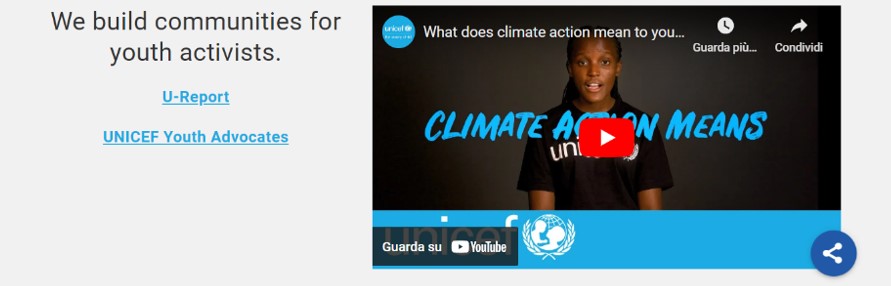 We build communities for
youth activists.
U-Report
UNICEF Youth Advocates
unicef
What does climate action mean to you...
Guarda più...
Condividi
CLIMATE ACTION MEANS
unicef
Guarda su YouTube